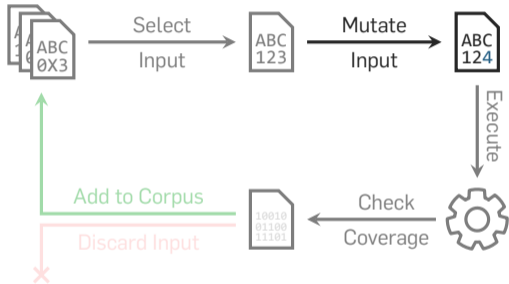 ABC
0X3
Select
Input
ABC
123
Mutate
Input
ABC
124
Execute
Check
Coverage
10010
01100
11101
Add to Corpus
Discard Input